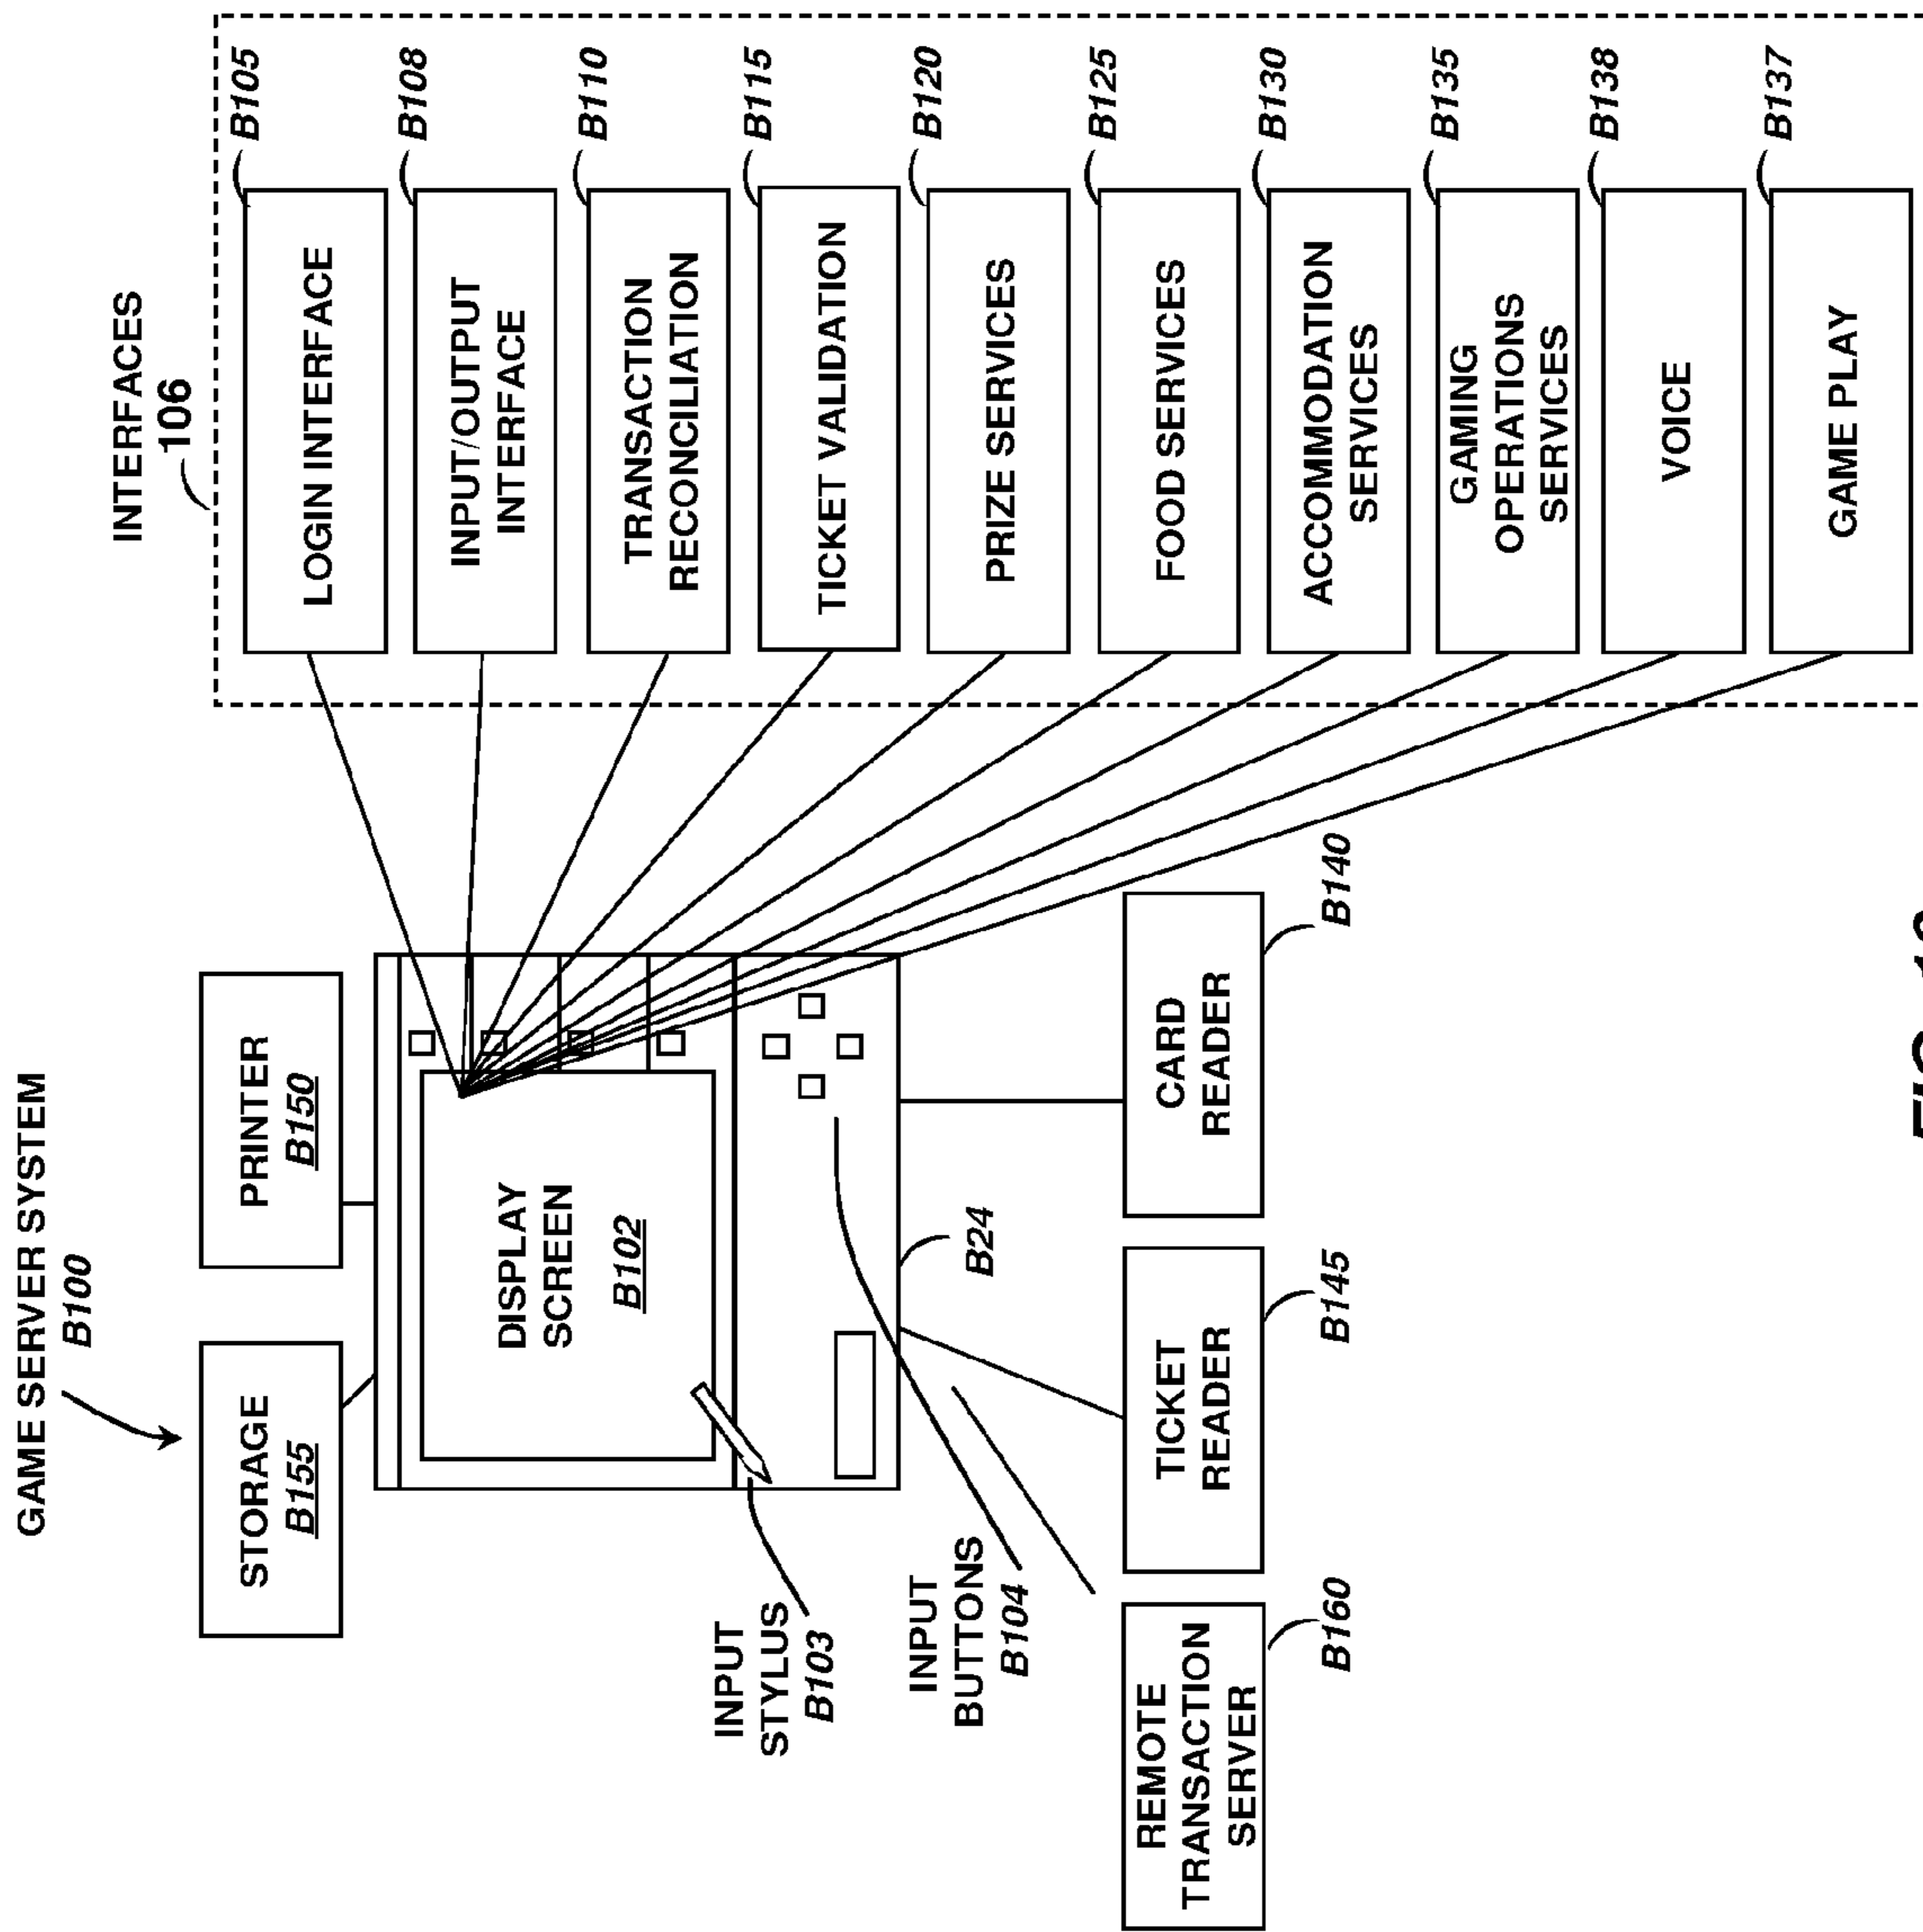 GAME SERVER SYSTEM
B100
INTERFACES
106
STORAGE
B155
PRINTER
B150
DISPLAY
SCREEN
B102
INPUT
STYLUS
B103
INPUT
BUTTONS
B104
B24
REMOTE
TRANSACTION
SERVER
B160
TICKET
READER
B145
CARD
READER
B140
LOGIN INTERFACE
B105
INPUT/OUTPUT
INTERFACE
B108
TRANSACTION
RECONCILIATION
B110
TICKET VALIDATION
B115
PRIZE SERVICES
B120
FOOD SERVICES
B125
ACCOMMODATION
SERVICES
B130
GAMING
OPERATIONS
SERVICES
B135
VOICE
B138
GAME PLAY
B137
FIG.